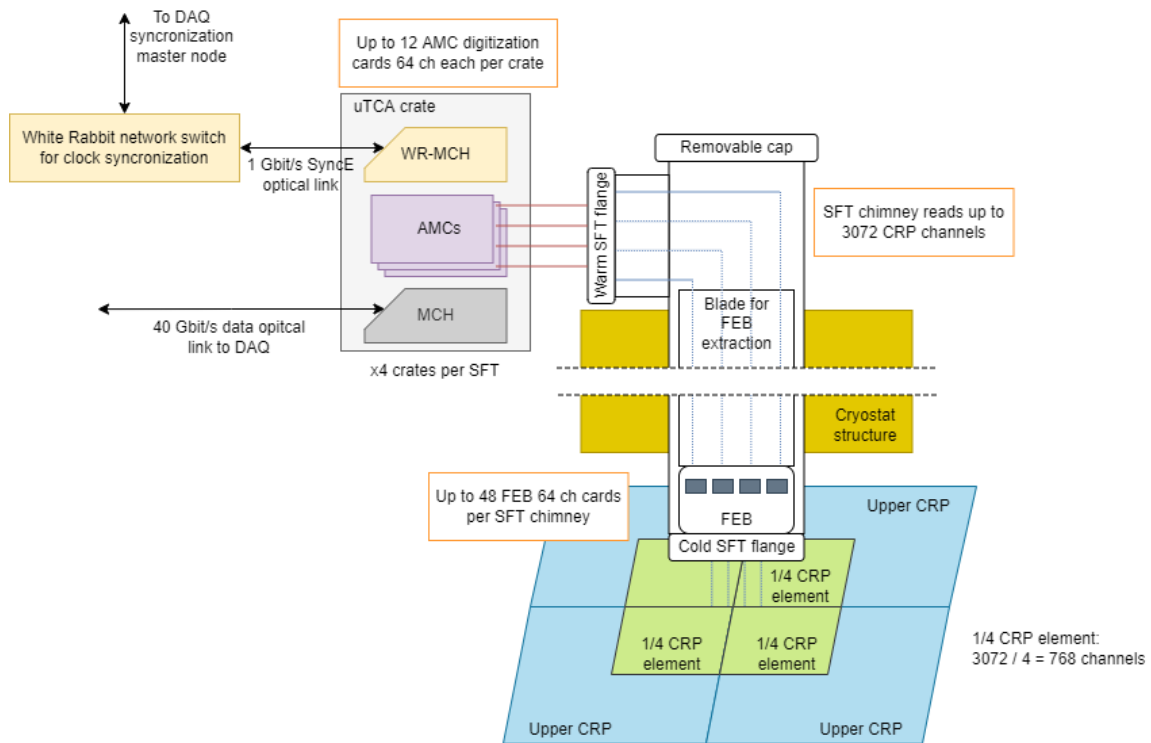 To DAQ
syncronization
master node
Up to 12 AMC digitization
cards 64 ch each per crate
uTCA crate
White Rabbit network switch
for clock syncronization
1 Gbit/s SyncE
optical link
WR-MCH
AMCs
MCH
40 Gbit/s data opitcal
link to DAQ
x4 crates per SFT
Removable cap
Warm SFT flange
SFT chimney reads up to
3072 CRP channels
Blade for
FEB
extraction
Cryostat
structure
Up to 48 FEB 64 ch cards
per SFT chimney
FEB
Cold SFT flange
Upper CRP
1/4 CRP
element
1/4 CRP
element
1/4 CRP
element
1/4 CRP element:
3072 / 4 = 768 channels
Upper CRP
Upper CRP